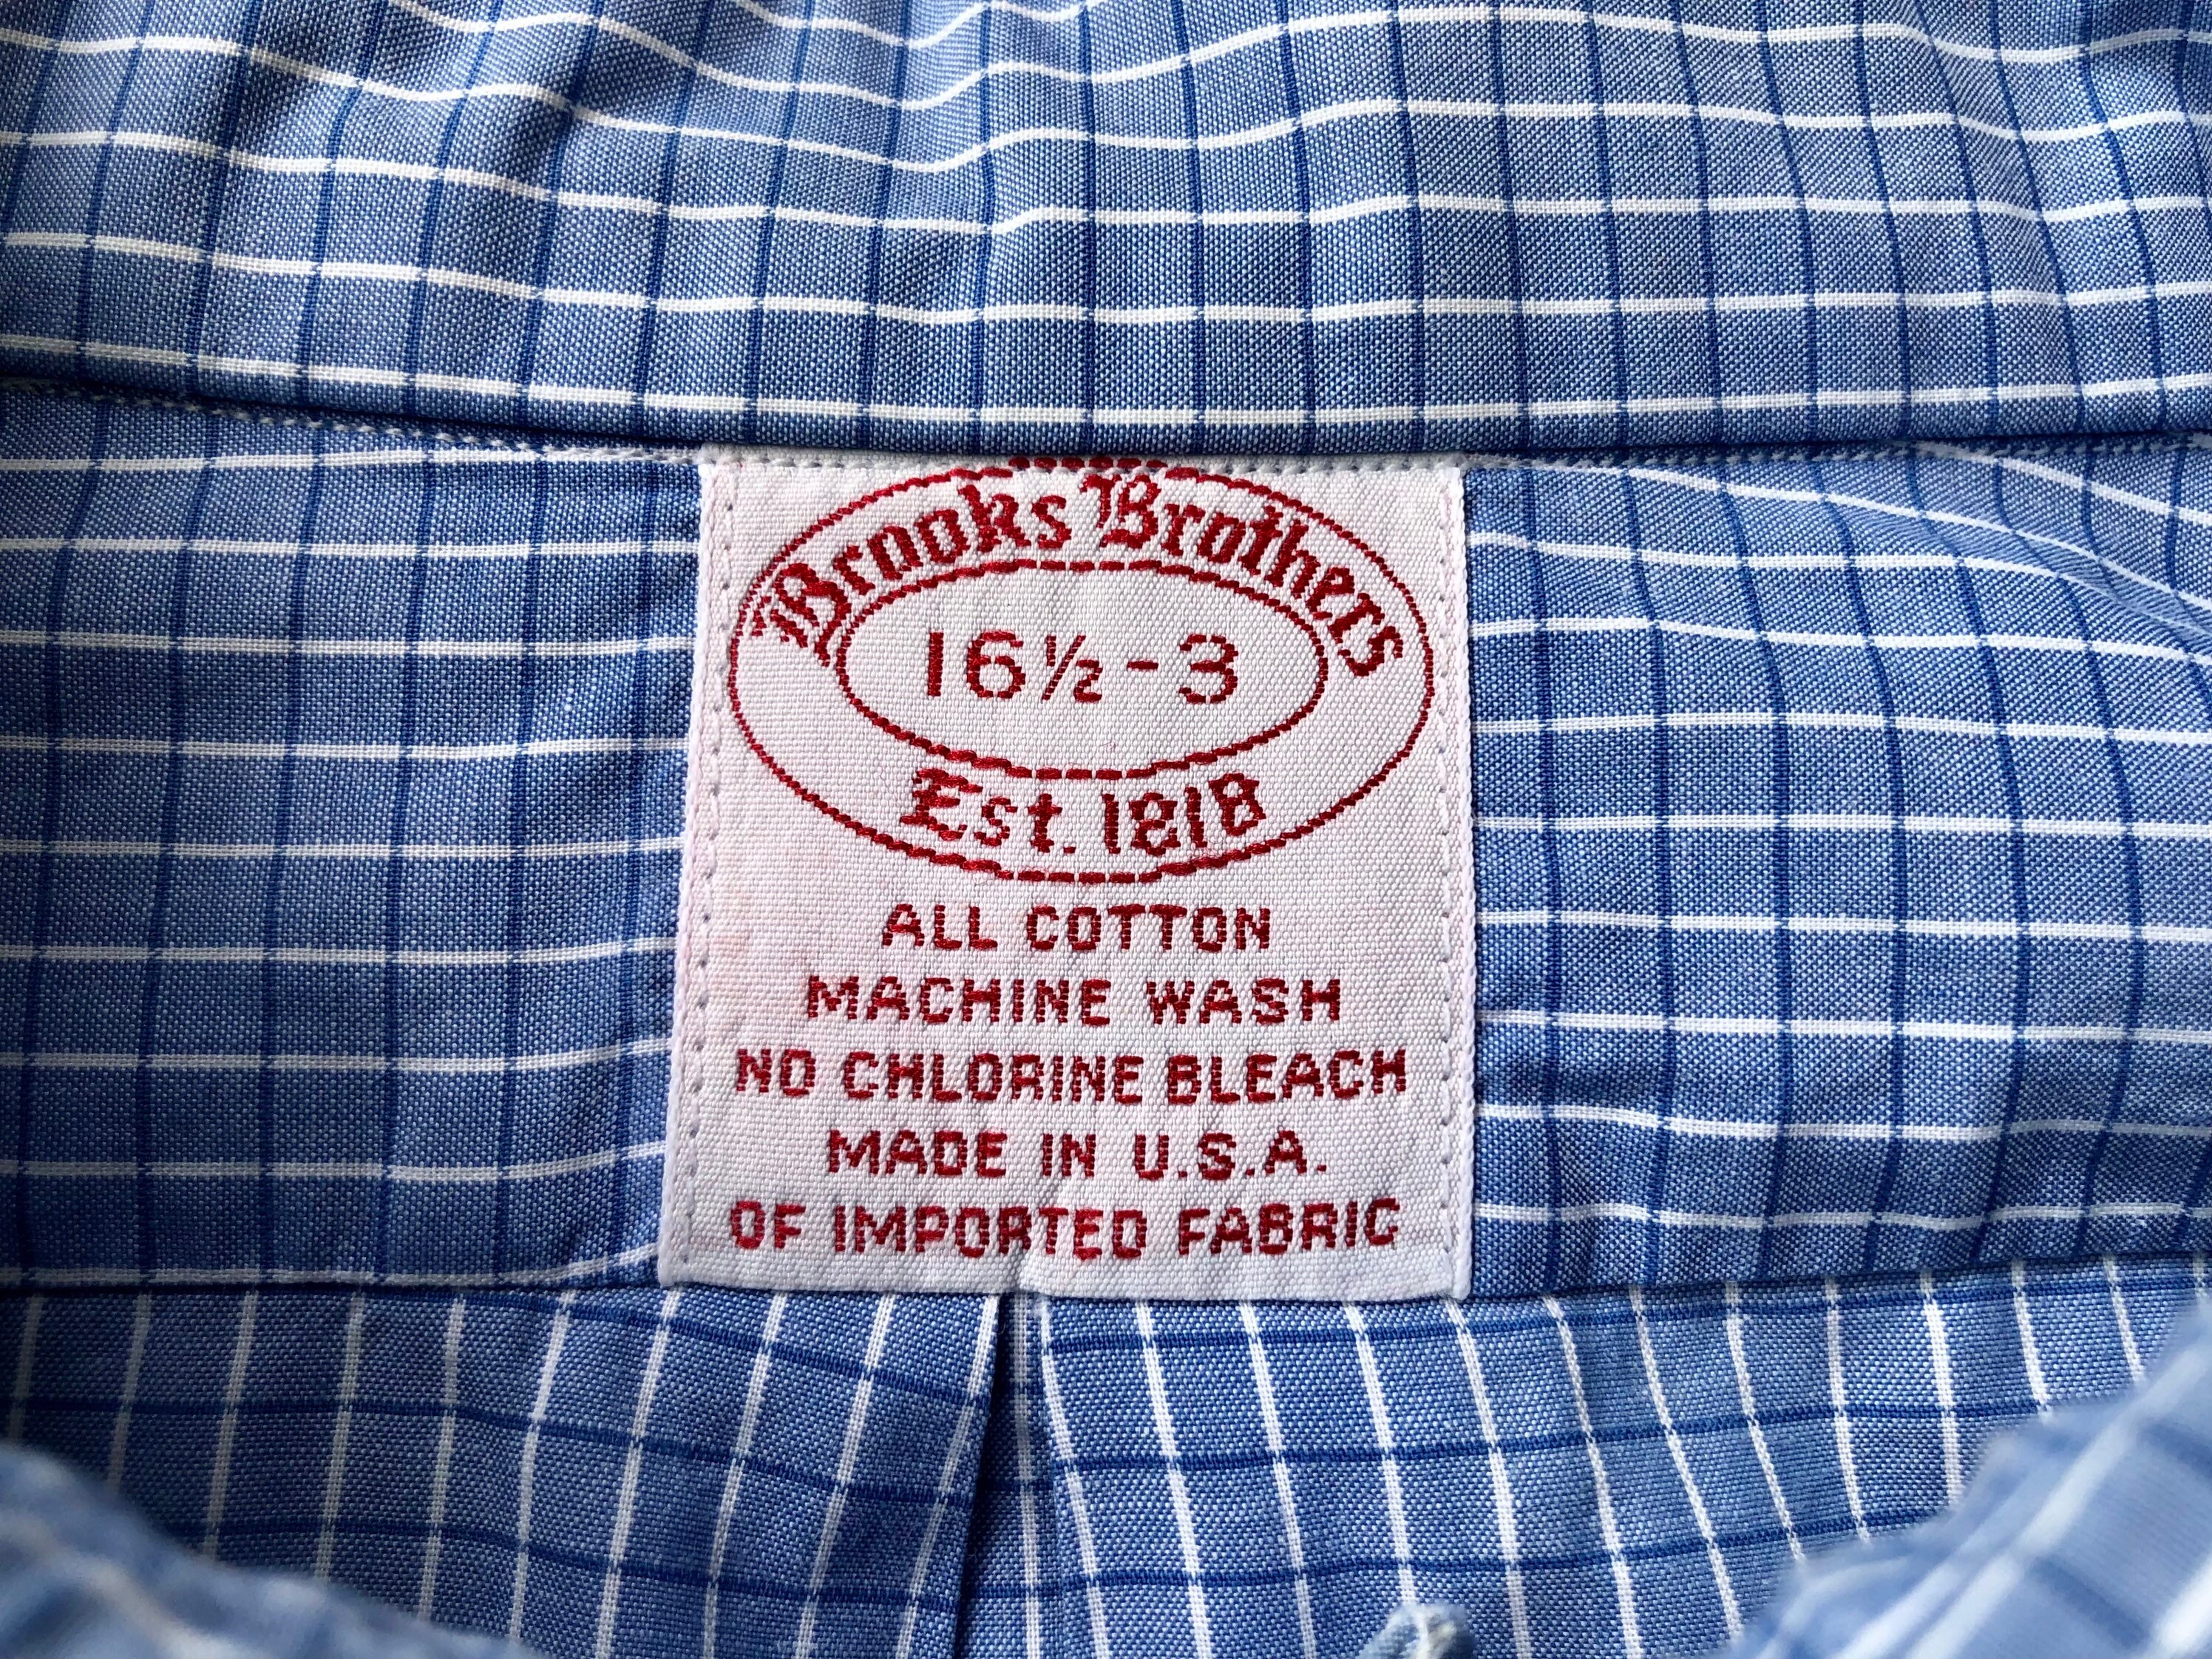 Brooks Brothers
16½-3
Est. 1818
ALL COTTON
MACHINE WASH
NO CHLORINE BLEACH
MADE IN U.S.A.
OF IMPORTED FABRIC